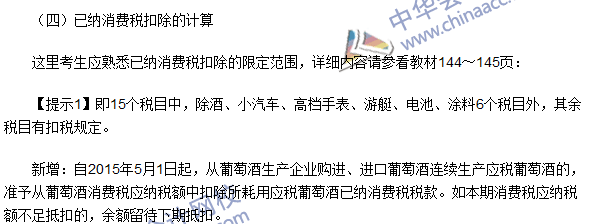 （四）已纳消费税扣除的计算
这里考生应熟悉已纳消费税扣除的限定范围，详细内容请参看教材144～145页：
【提示1】即15个税目中，除酒、小汽车、高档手表、游艇、电池、涂料6个税目外，其余
税目有扣税规定。
新增：自2015年5月1日起，从葡萄酒生产企业购进、进口葡萄酒连续生产应税葡萄酒的，
准予从葡萄酒消费税应纳税额中扣除所耗用应税葡萄酒已纳消费税税款。如本期消费税应纳税
额不足抵扣的，余额留待下期抵扣。
www.chinaacc